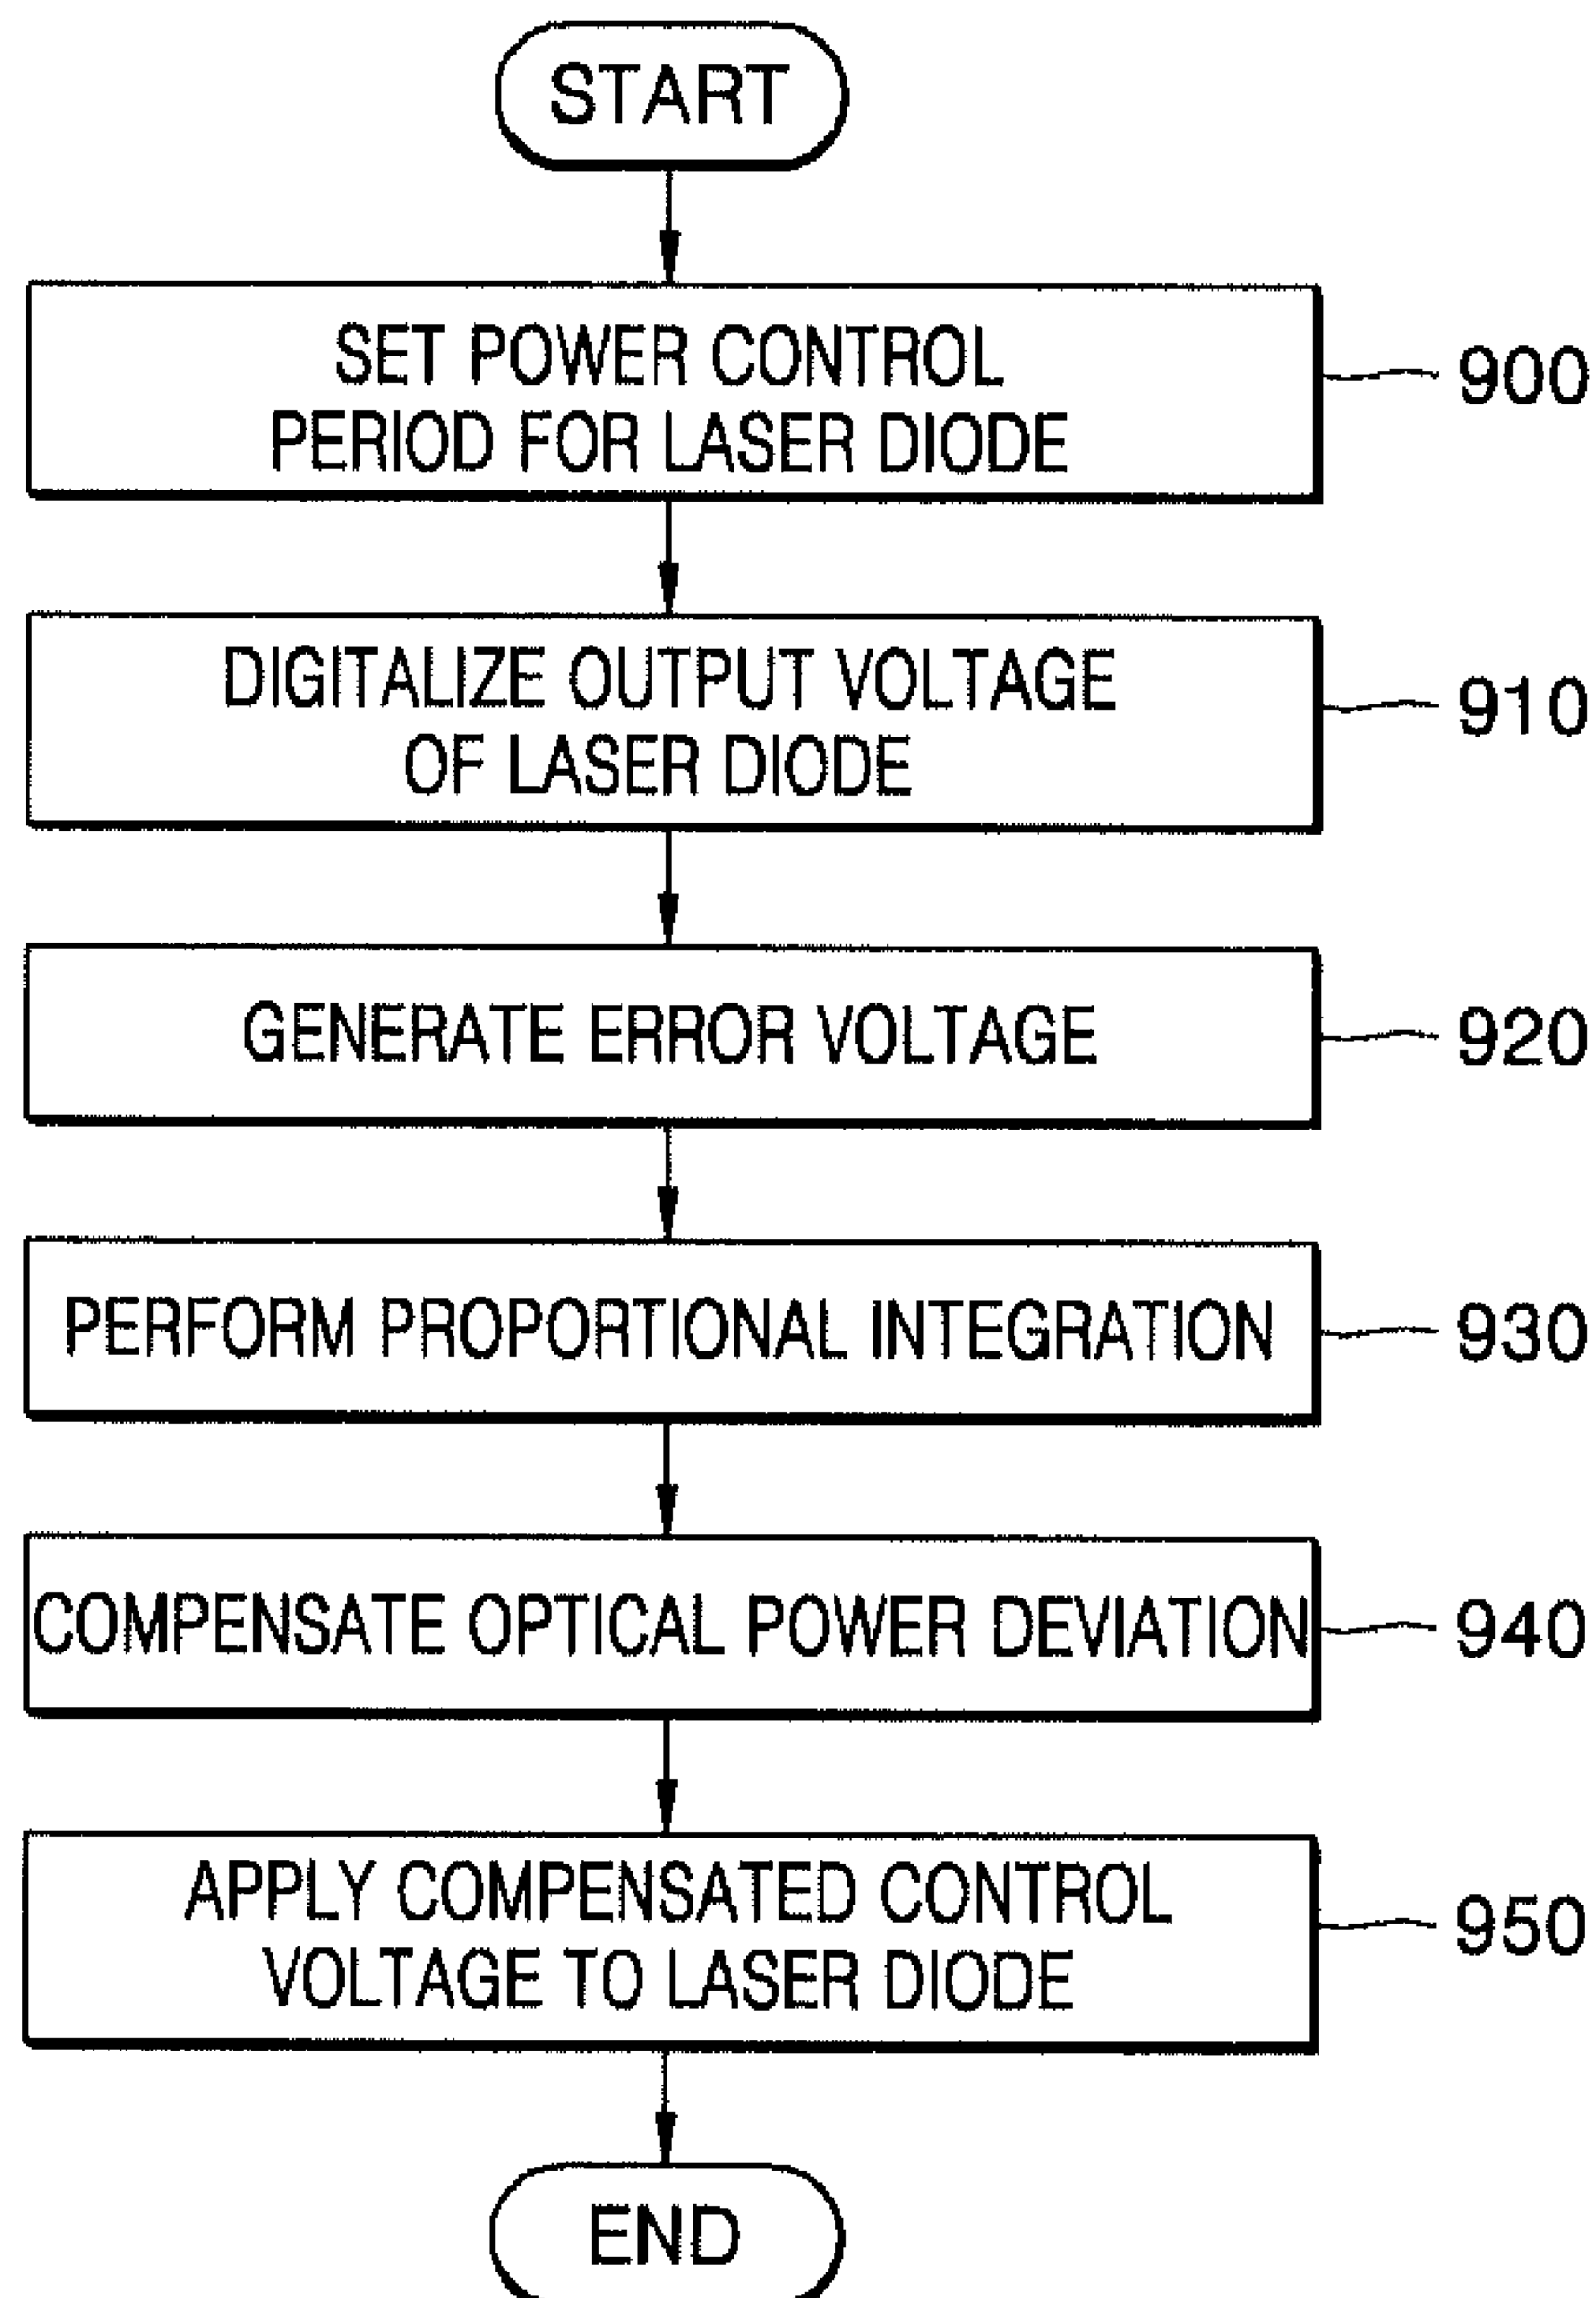 START
SET POWER CONTROL
PERIOD FOR LASER DIODE
900
DIGITALIZE OUTPUT VOLTAGE
OF LASER DIODE
910
GENERATE ERROR VOLTAGE
920
PERFORM PROPORTIONAL INTEGRATION
930
COMPENSATE OPTICAL POWER DEVIATION
940
APPLY COMPENSATED CONTROL
VOLTAGE TO LASER DIODE
950
END